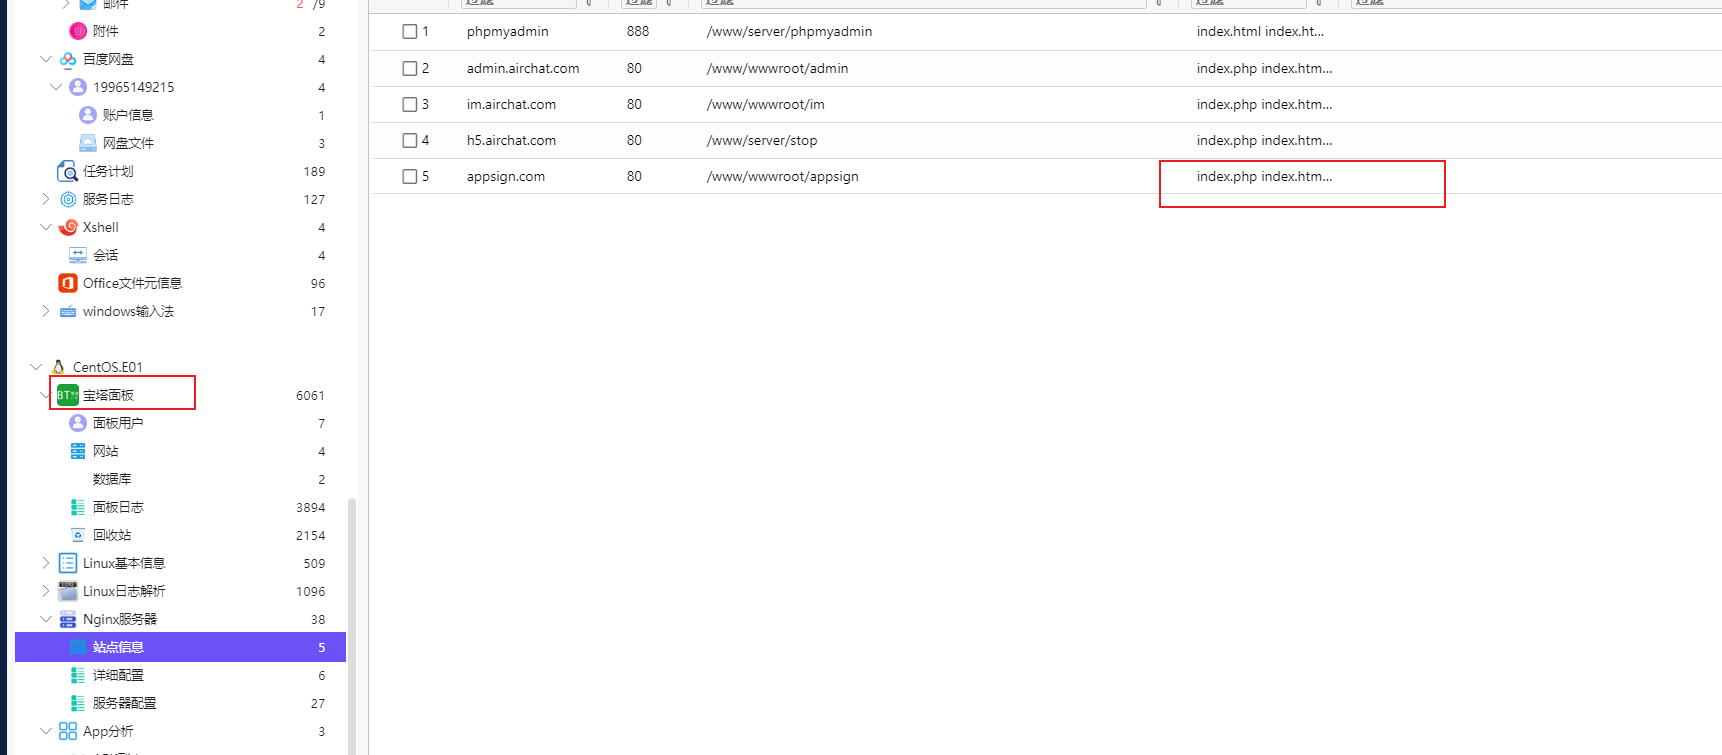 邮件 2 /9
附件 2
百度网盘 4
19965149215 4
账户信息 1
网盘文件 3
任务计划 189
服务日志 127
Xshell 4
会话 4
Office文件元信息 96
windows输入法 17
CentOS.E01
宝塔面板 6061
面板用户 7
网站 4
数据库 2
面板日志 3894
回收站 2154
Linux基本信息 509
Linux日志解析 1096
Nginx服务器 38
站点信息 5
详细配置 6
服务器配置 27
App分析 3
过滤 过滤 过滤 过滤 过滤
1 phpmyadmin 888 /www/server/phpmyadmin index.html index.ht...
2 admin.airchat.com 80 /www/wwwroot/admin index.php index.htm...
3 im.airchat.com 80 /www/wwwroot/im index.php index.htm...
4 h5.airchat.com 80 /www/server/stop index.php index.htm...
5 appsign.com 80 /www/wwwroot/appsign index.php index.htm...